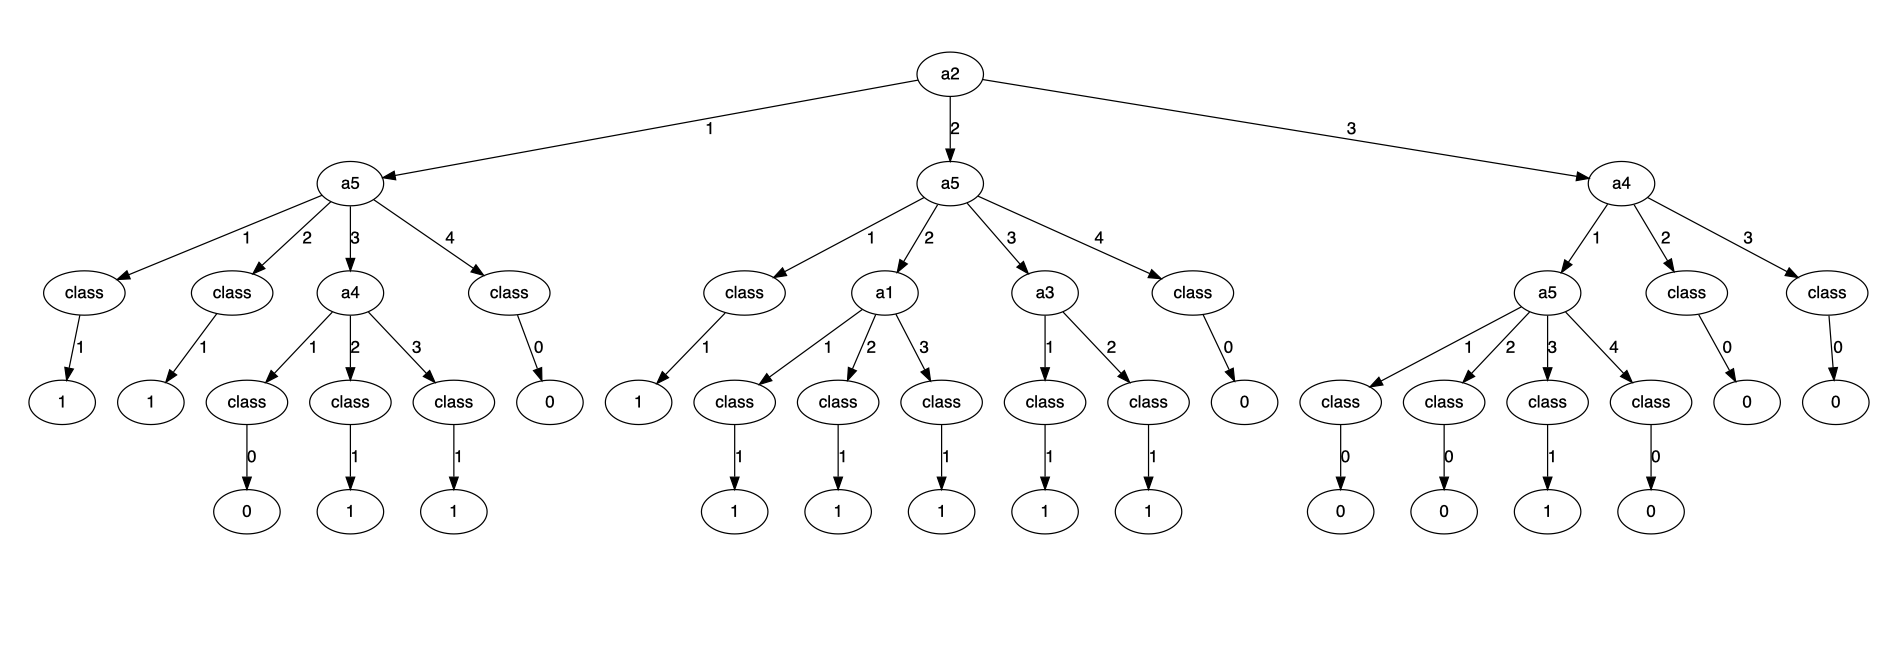 a2
1 2 3
a5 a5 a4
1 2 3 4 1 2 3 4 1 2 3
class class a4 class class a1 a3 class a5 class class
1 1 1 2 3 0 1 1 2 3 1 2 0 1 2 3 4 0 0
1 1 class class class 0 1 class class class class class 0 class class class class 0 0
0 1 1 1 1 1 1 1 0 0 1 0
0 1 1 1 1 1 1 1 0 0 1 0